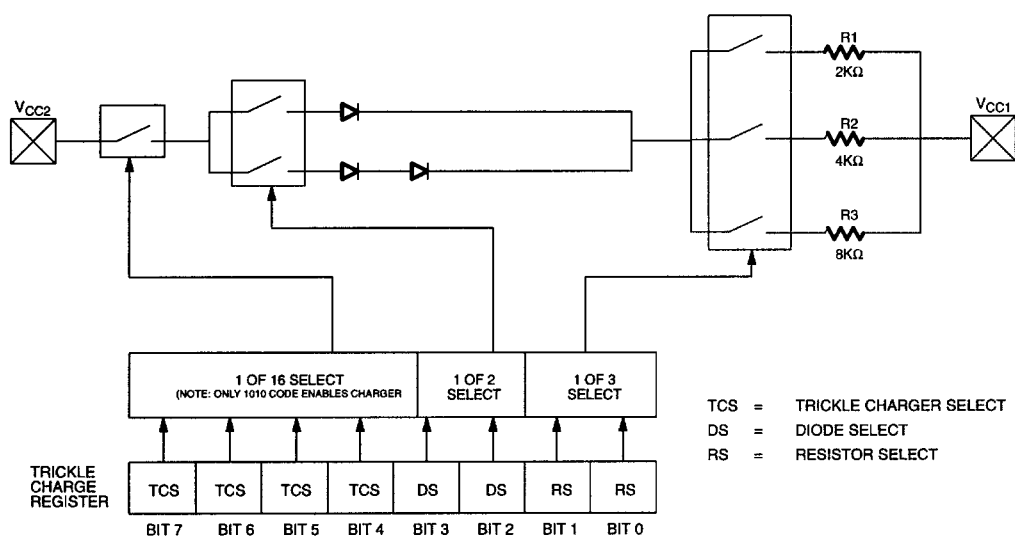 R1
2KΩ
VCC2
VCC1
R2
4KΩ
R3
8KΩ
1 OF 16 SELECT
(NOTE: ONLY 1010 CODE ENABLES CHARGER
1 OF 2
SELECT
1 OF 3
SELECT
TCS = TRICKLE CHARGER SELECT
DS = DIODE SELECT
RS = RESISTOR SELECT
TRICKLE
CHARGE
REGISTER
TCS TCS TCS TCS DS DS RS RS
BIT 7 BIT 6 BIT 5 BIT 4 BIT 3 BIT 2 BIT 1 BIT 0